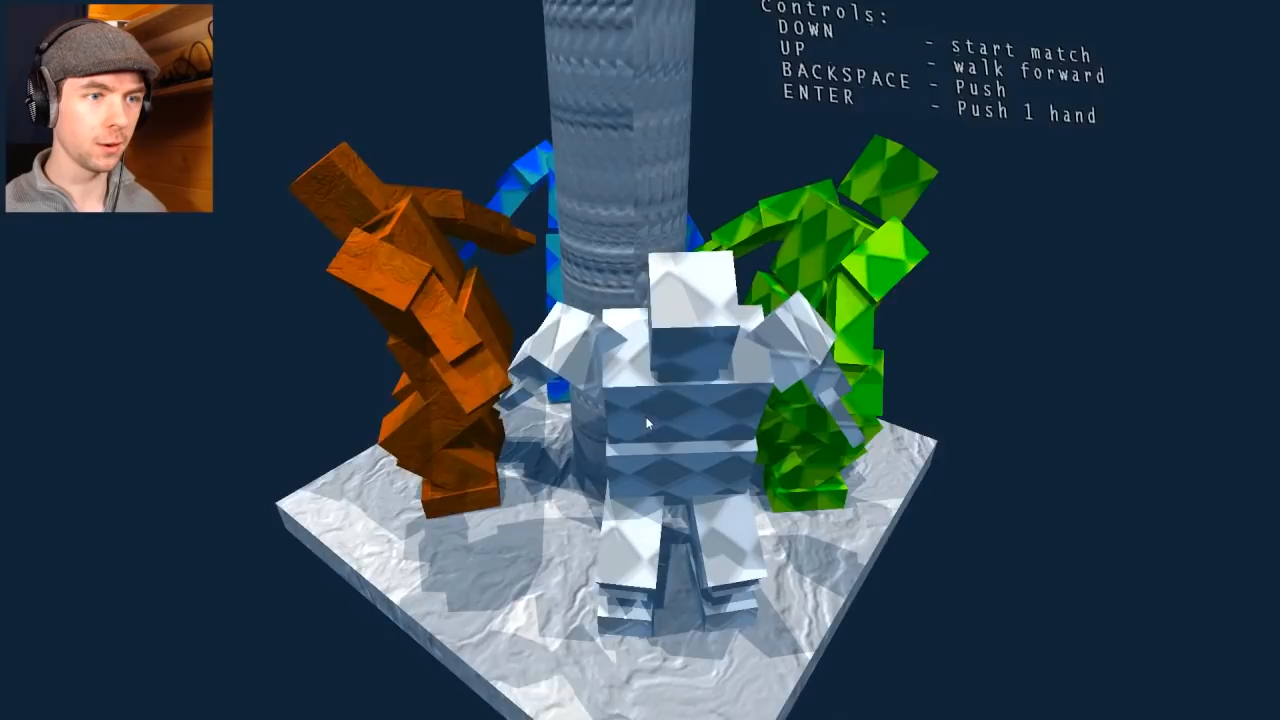 Controls:
DOWN - start match
UP - walk forward
BACKSPACE - Push
ENTER - Push 1 hand